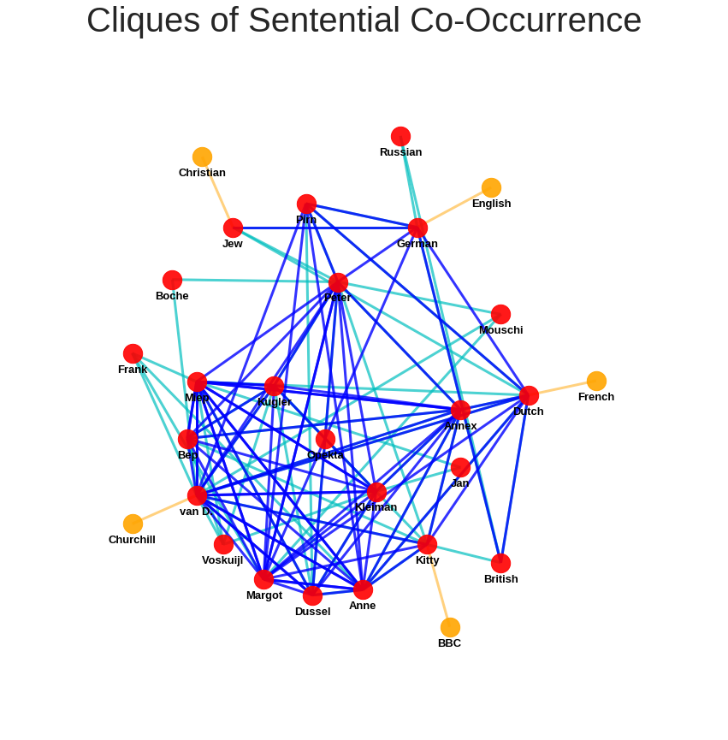 Cliques of Sentential Co-Occurrence
Russian
Christian
English
Pim
Jew
German
Boche
Peter
Mouschi
Frank
French
Miep
Kugler
Dutch
Annex
Bep
Opekta
Jan
Kleiman
van D
Churchill
Voskuijl
Kitty
British
Margot
Dussel
Anne
BBC